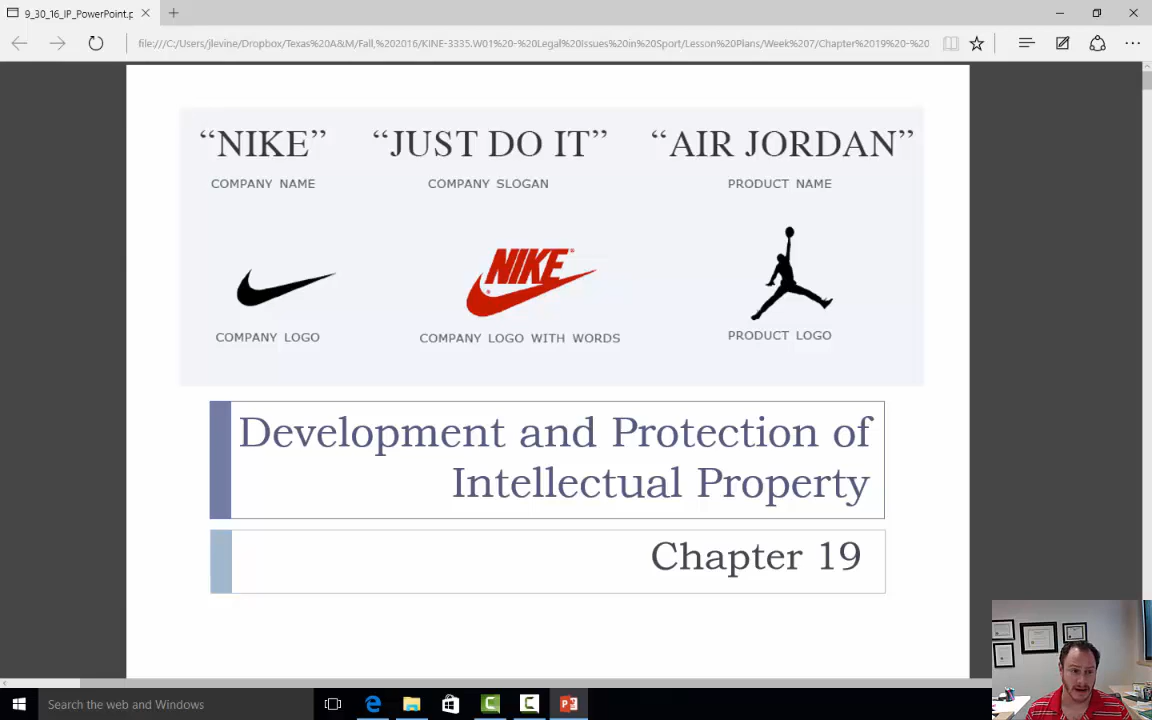 9_30_16_IP_PowerPoint.p
file:///C:/Users/jlevine/Dropbox/Texas%20A&M/Fall,%202016/KINE-3335.W01%20-%20Legal%20Issues%20in%20Sport/Lesson%20Plans/Week%207/Chapter%2019%20-%20
“NIKE” “JUST DO IT” “AIR JORDAN”
COMPANY NAME COMPANY SLOGAN PRODUCT NAME
NIKE
COMPANY LOGO COMPANY LOGO WITH WORDS PRODUCT LOGO
Development and Protection of
Intellectual Property
Chapter 19
Search the web and Windows